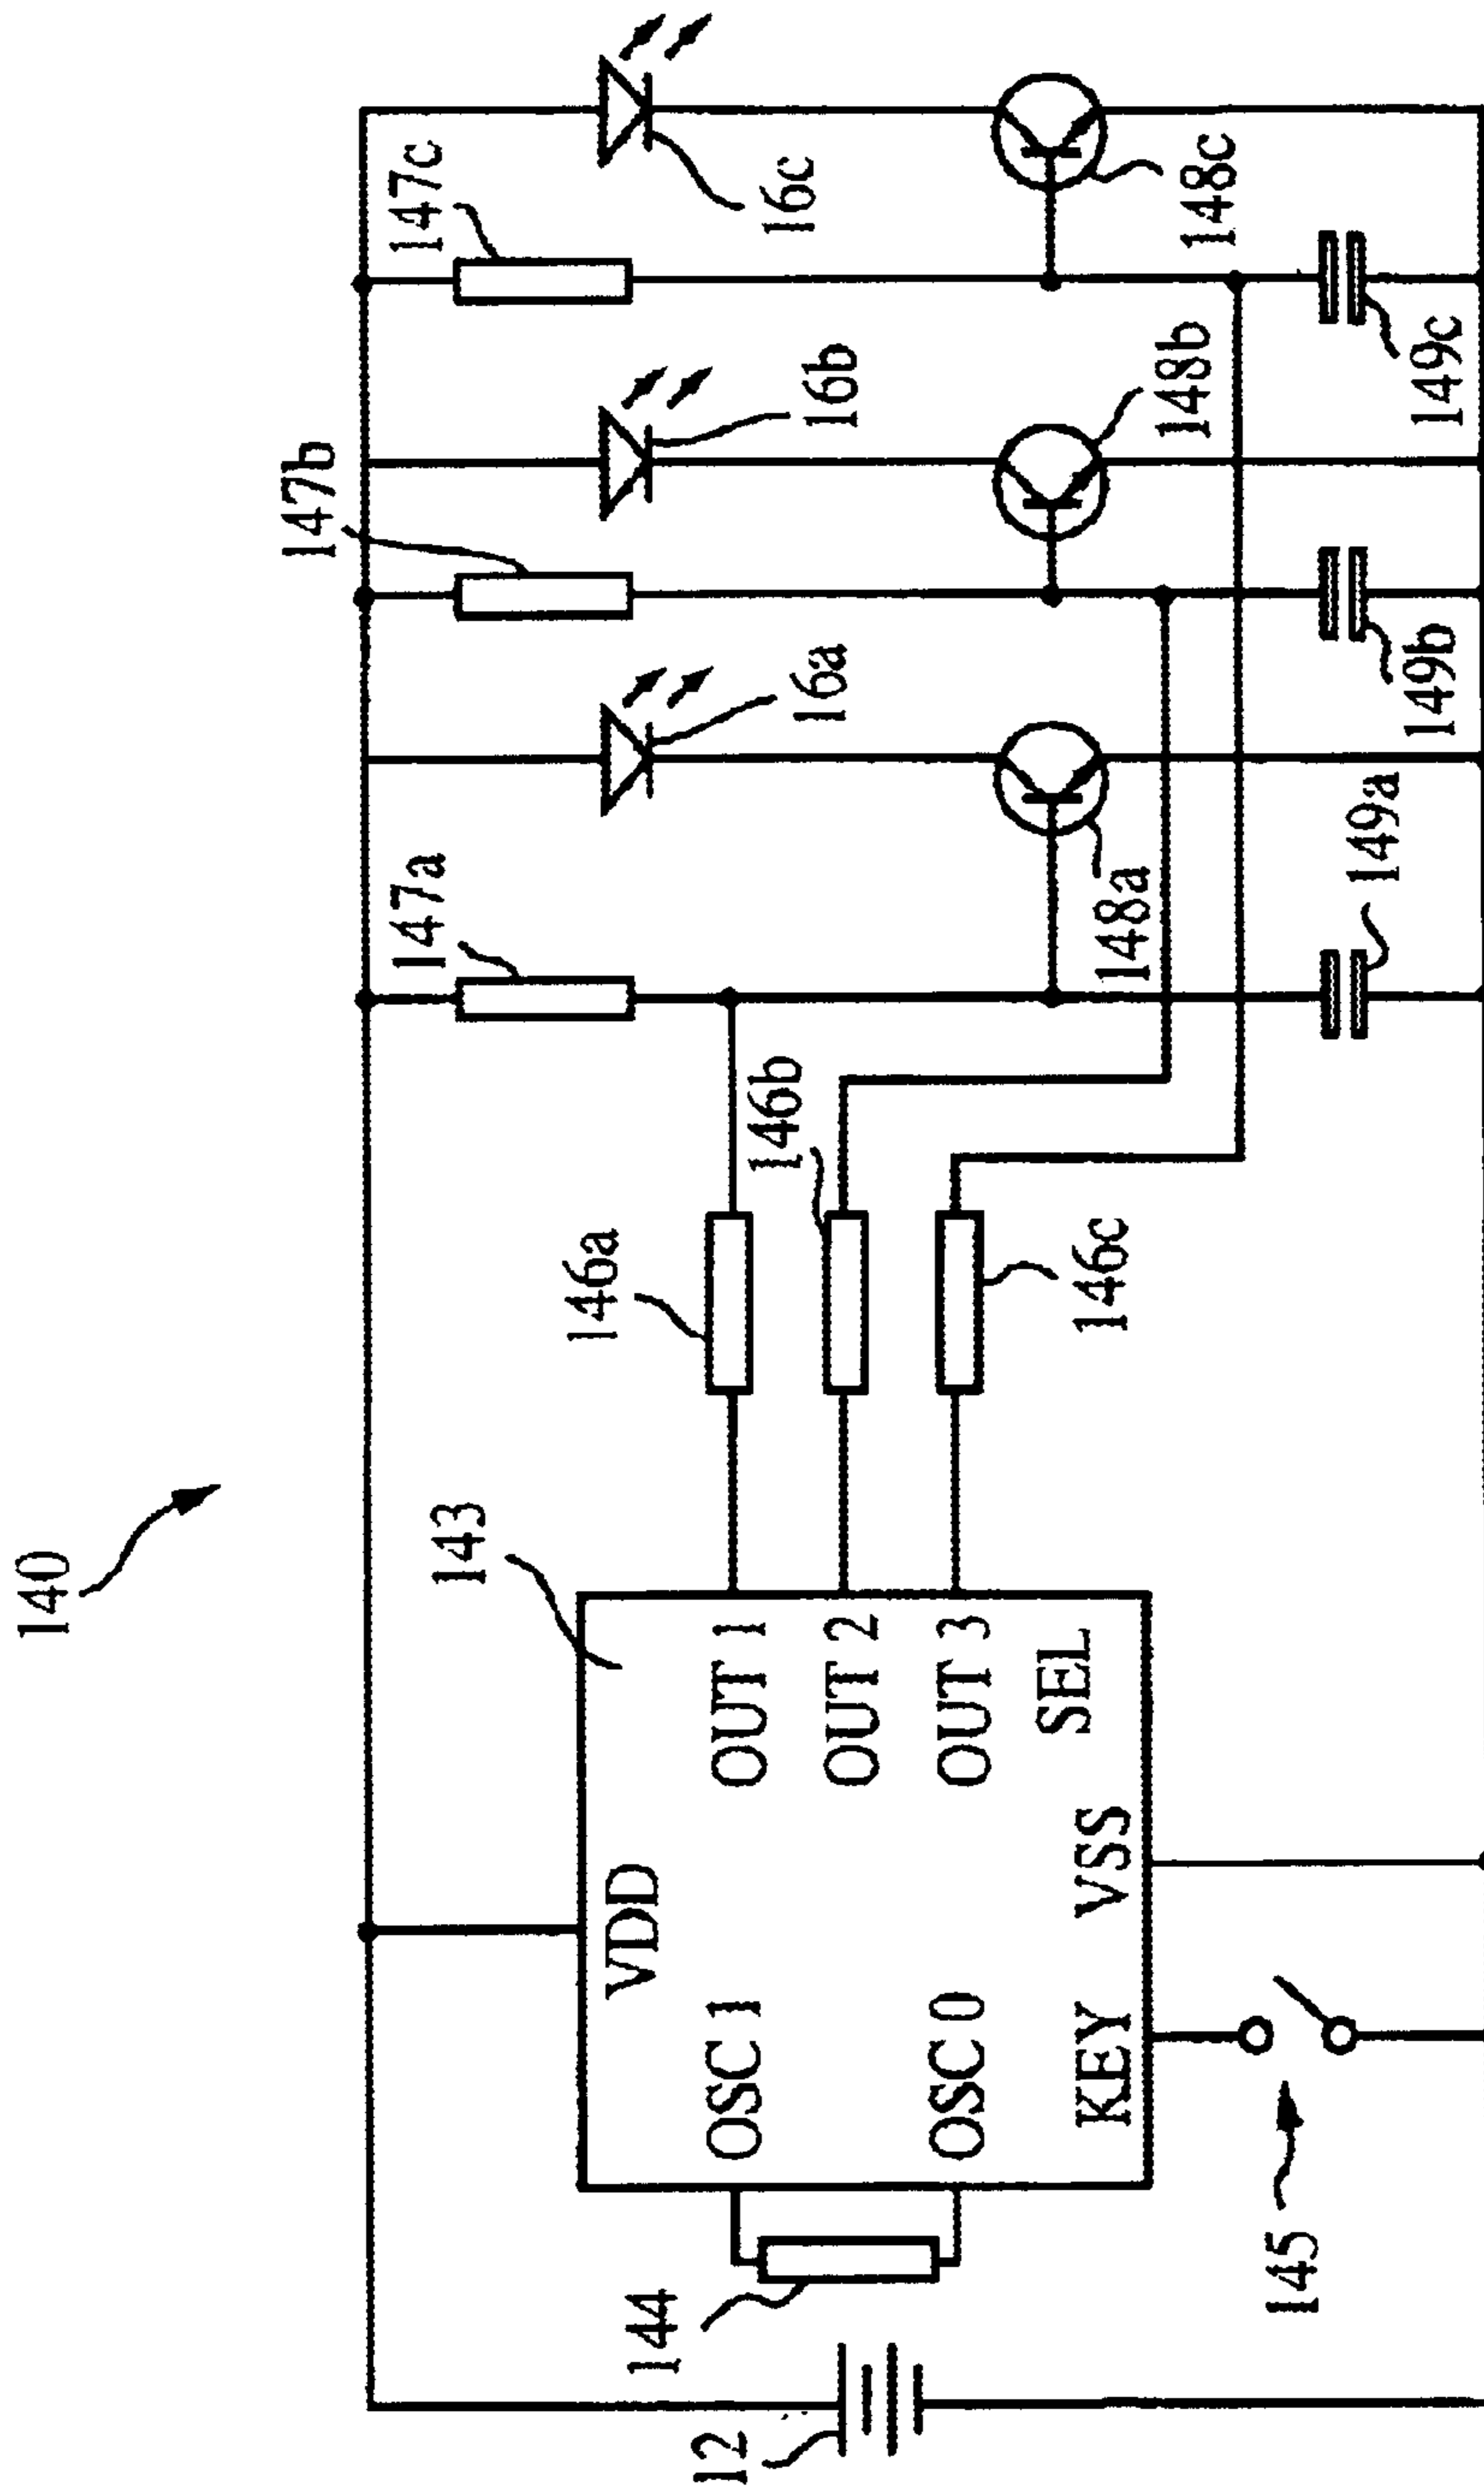 140
147b
147c
147a
16a
16b
16c
143
146a
146b
146c
144
12
VDD
OSC 1
OUT 1
OUT 2
OSC 0
OUT 3
SEL
KEY
VSS
145
148a
148b
148c
149a
149b
149c